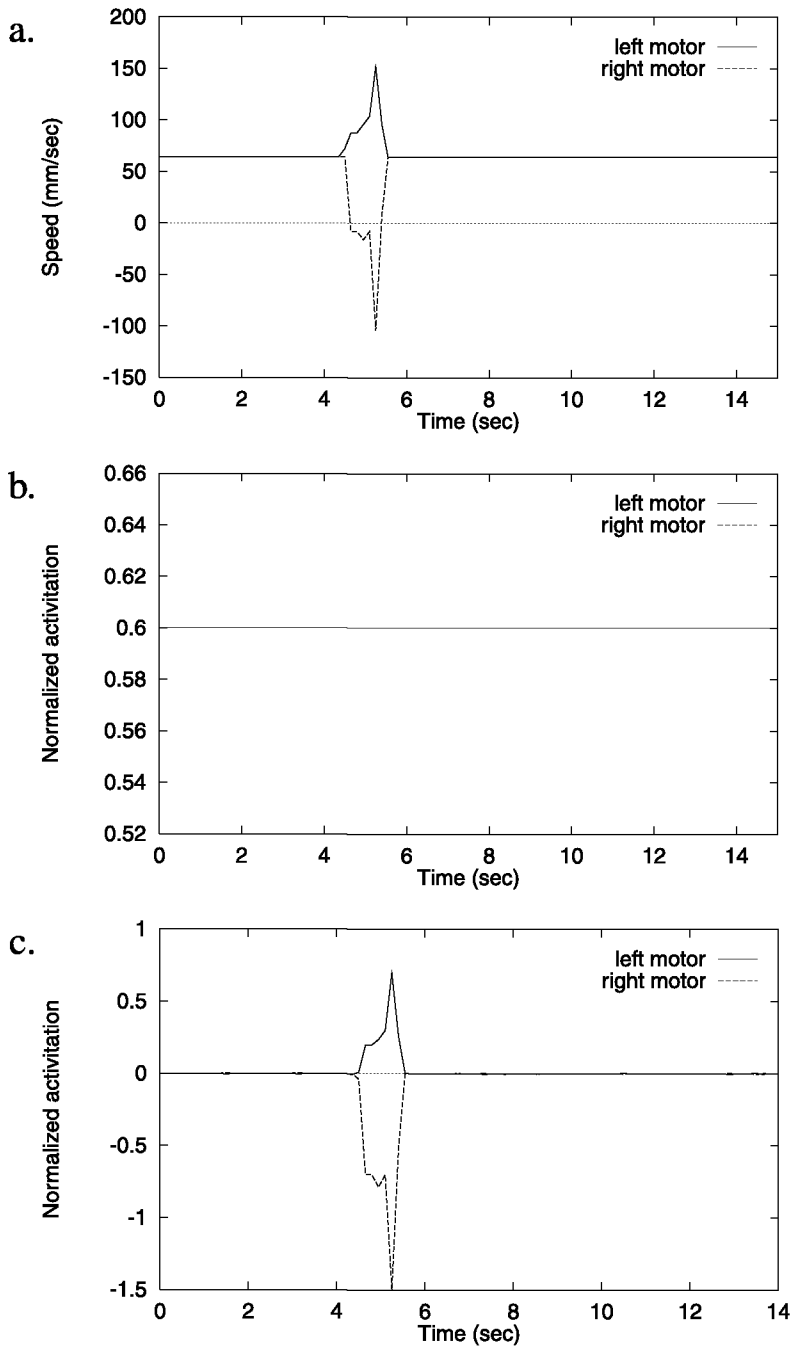 a.
200
150
100
50
0
-50
-100
-150
Speed (mm/sec)
left motor
right motor
0 2 4 6 8 10 12 14
Time (sec)
b.
0.66
0.64
0.62
0.6
0.58
0.56
0.54
0.52
Normalized activitation
left motor
right motor
0 2 4 6 8 10 12 14
Time (sec)
c.
1
0.5
0
-0.5
-1
-1.5
Normalized activitation
left motor
right motor
0 2 4 6 8 10 12 14
Time (sec)